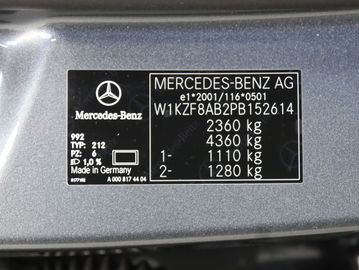 MERCEDES-BENZ AG
e1*2001/116*0501
W1KZF8AB2PB152614
2360 kg
4360 kg
1- 1110 kg
2- 1280 kg
Mercedes-Benz
992
TYP: 212
PZ: 6
1,0 %
Made in Germany
A 000 817 44 04